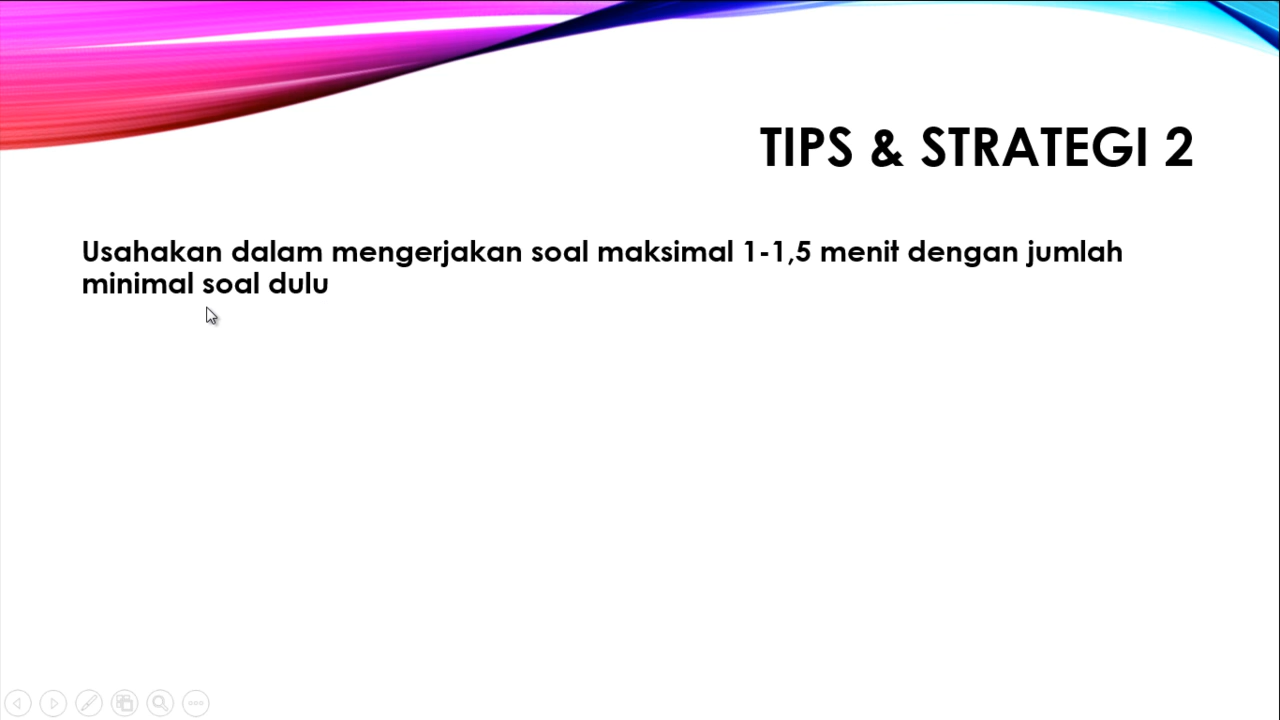 TIPS & STRATEGI 2
Usahakan dalam mengerjakan soal maksimal 1-1,5 menit dengan jumlah
minimal soal dulu